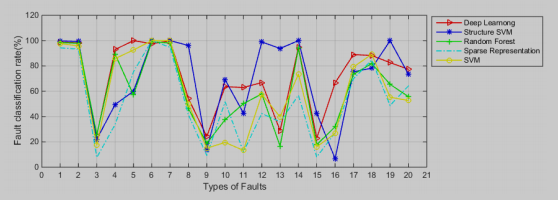 120
100
80
60
40
20
0
Fault classification rate(%)
0 1 2 3 4 5 6 7 8 9 10 11 12 13 14 15 16 17 18 19 20 21
Types of Faults
Deep Learnong
Structure SVM
Random Forest
Sparse Representation
SVM